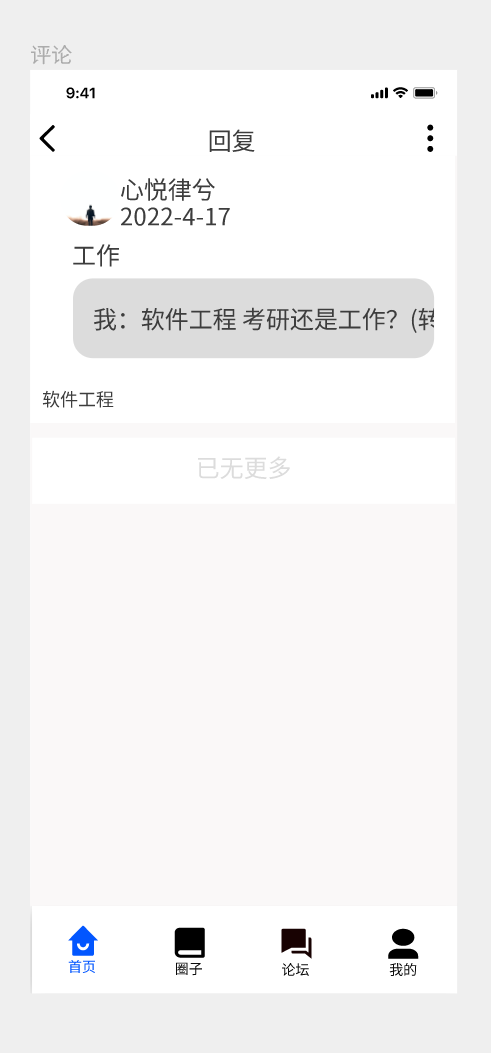 评论
9:41
回复
心悦律兮
2022-4-17
工作
我：软件工程 考研还是工作？(转
软件工程
已无更多
首页
圈子
论坛
我的